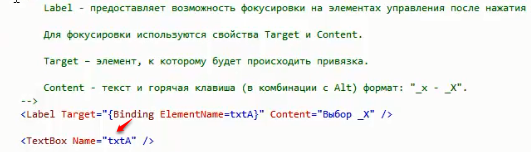 Label - предоставляет возможность фокусировки на элементах управления после нажатия
Для фокусировки используются свойства Target и Content.
Target – элемент, к которому будет происходить привязка.
Content - текст и горячая клавиша (в комбинации с Alt) формат: "_x - _X".
-->
<Label Target="{Binding ElementName=txtA}" Content="Выбор _X" />
<TextBox Name="txtA" />